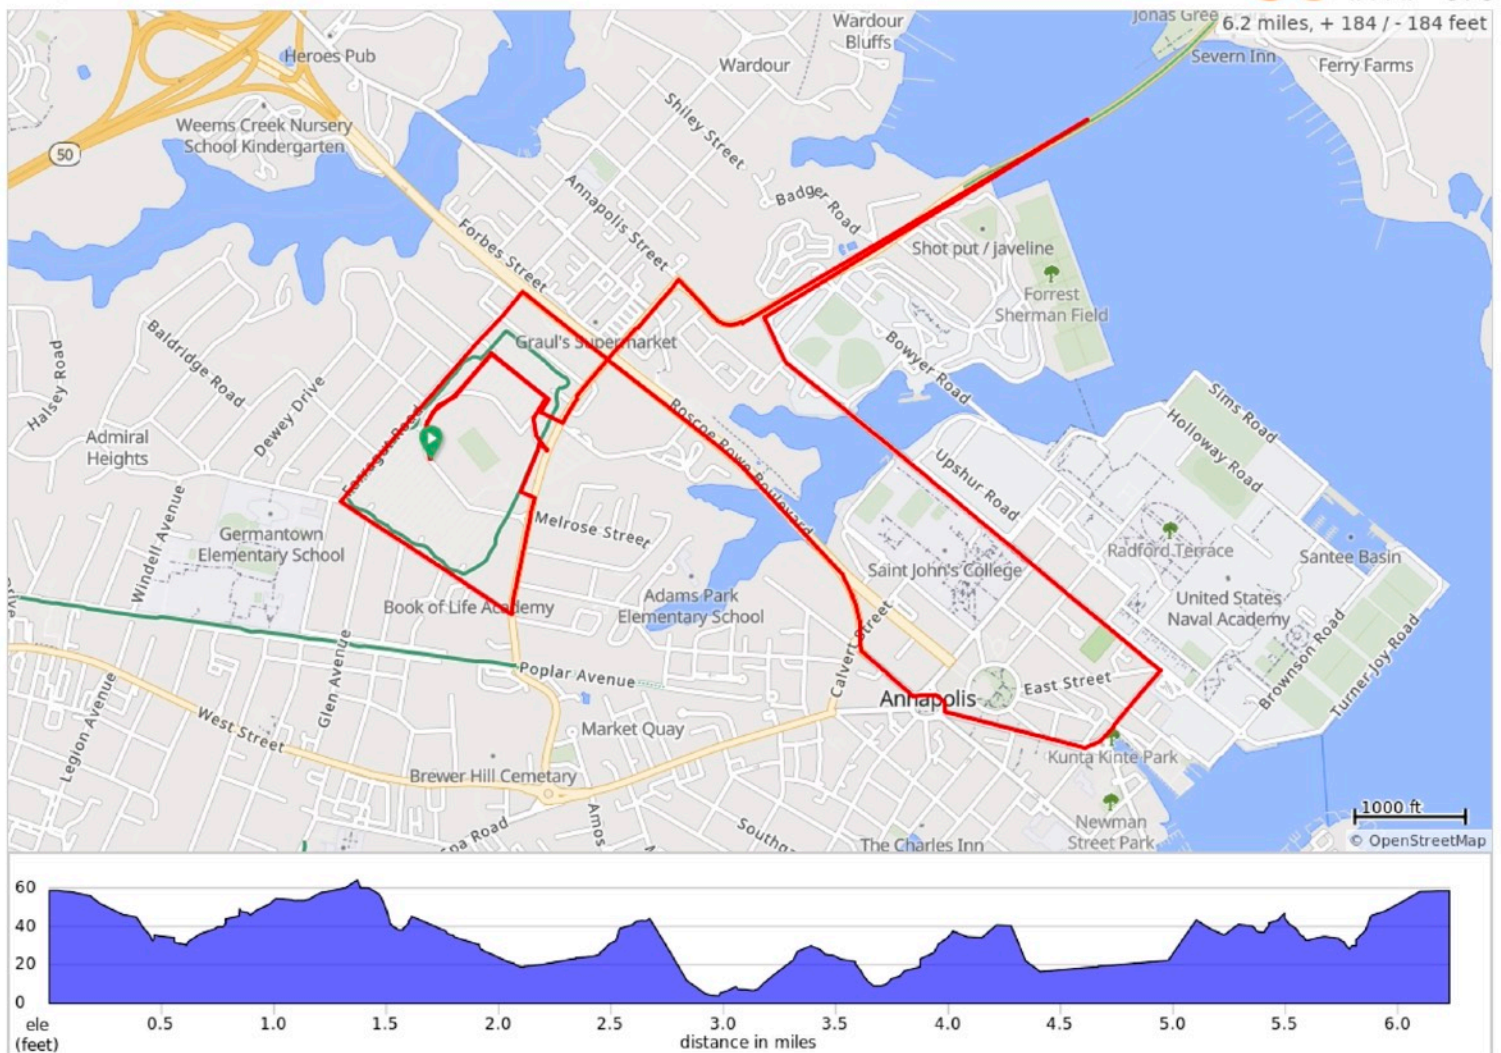 Jonas Gree
6.2 miles, + 184 / - 184 feet
Wardour
Bluffs
Heroes Pub
Wardour
Severn Inn
Ferry Farms
Shiley Street
Weems Creek Nursery
School Kindergarten
50
Annapolis Street
Badger Road
Forbes Street
Shot put / javeline
Forrest
Sherman Field
Baldridge Road
Graul's Supermarket
Bowyer Road
Halsey Road
Dewey Drive
Sims Road
Holloway Road
Roscoe Rowe Boulevard
Admiral
Heights
Farragut Road
Upshur Road
Windell Avenue
Germantown
Elementary School
Melrose Street
Radford Terrace
Santee Basin
Saint John's College
Book of Life Academy
Adams Park
Elementary School
United States
Naval Academy
Calvert Street
Brownson Road
Turner Joy Road
Poplar Avenue
East Street
Annapolis
Glen Avenue
Legion Avenue
West Street
Market Quay
Kunta Kinte Park
Brewer Hill Cemetary
1000 ft
Amos
Newman
Street Park
Spa Road
Southga
The Charles Inn
© OpenStreetMap
60
40
20
0
ele
(feet)
0.5 1.0 1.5 2.0 2.5 3.0 3.5 4.0 4.5 5.0 5.5 6.0
distance in miles